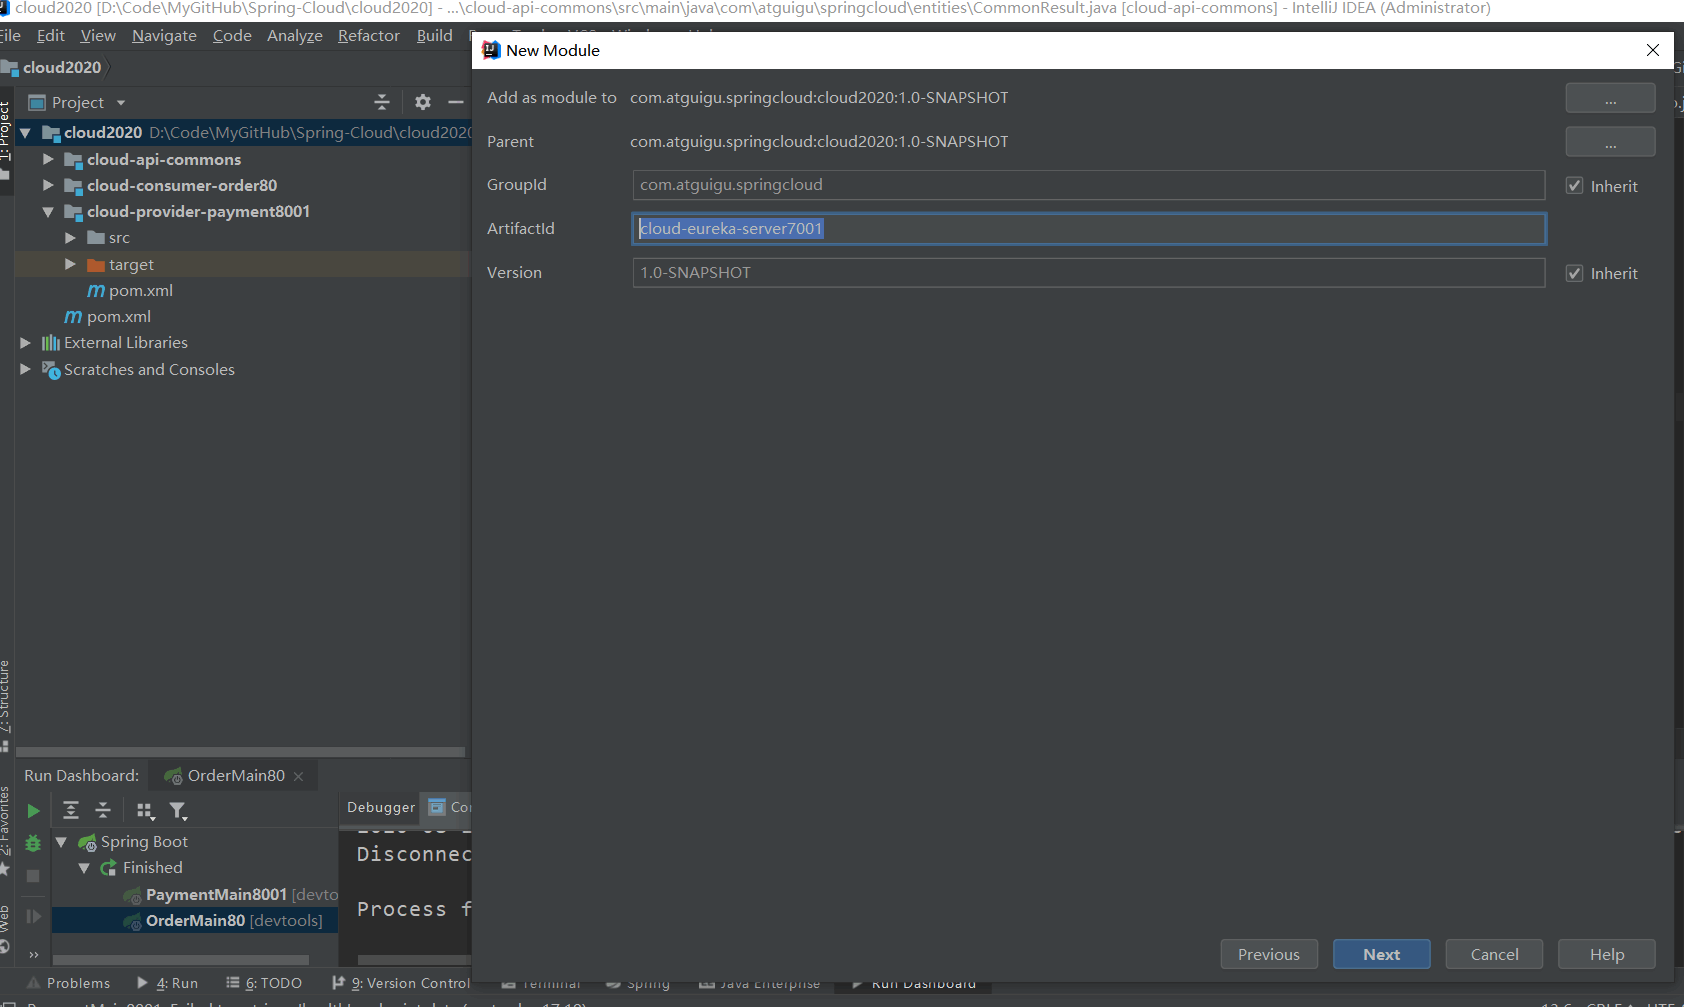 cloud2020 [D:\Code\MyGitHub\Spring-Cloud\cloud2020] - ...\cloud-api-commons\src\main\java\com\atguigu\springcloud\entities\CommonResult.java [cloud-api-commons] - IntelliJ IDEA (Administrator)
File Edit View Navigate Code Analyze Refactor Build
cloud2020
New Module
1: Project
Project
cloud2020 D:\Code\MyGitHub\Spring-Cloud\cloud2020
cloud-api-commons
cloud-consumer-order80
cloud-provider-payment8001
src
target
pom.xml
pom.xml
External Libraries
Scratches and Consoles
Add as module to com.atguigu.springcloud:cloud2020:1.0-SNAPSHOT ...
Parent com.atguigu.springcloud:cloud2020:1.0-SNAPSHOT ...
GroupId com.atguigu.springcloud Inherit
ArtifactId cloud-eureka-server7001
Version 1.0-SNAPSHOT Inherit
7: Structure
2: Favorites
Web
Run Dashboard: OrderMain80
Debugger
Spring Boot
Finished
PaymentMain8001 [devto
OrderMain80 [devtools]
Disconnec
Process f
Previous Next Cancel Help
Problems 4: Run 6: TODO 9: Version Control Terminal Spring Java Enterprise Run Dashboard